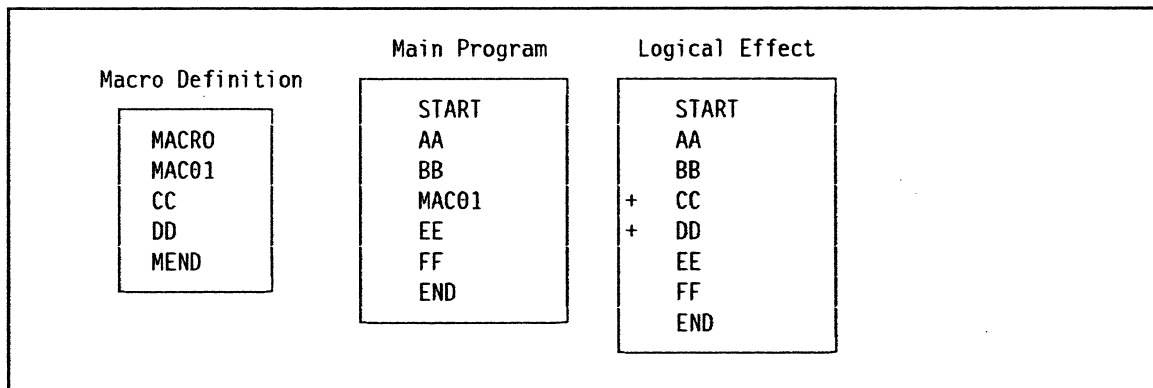 Macro Definition
MACRO
MAC01
CC
DD
MEND
Main Program
START
AA
BB
MAC01
EE
FF
END
Logical Effect
START
AA
BB
+ CC
+ DD
EE
FF
END